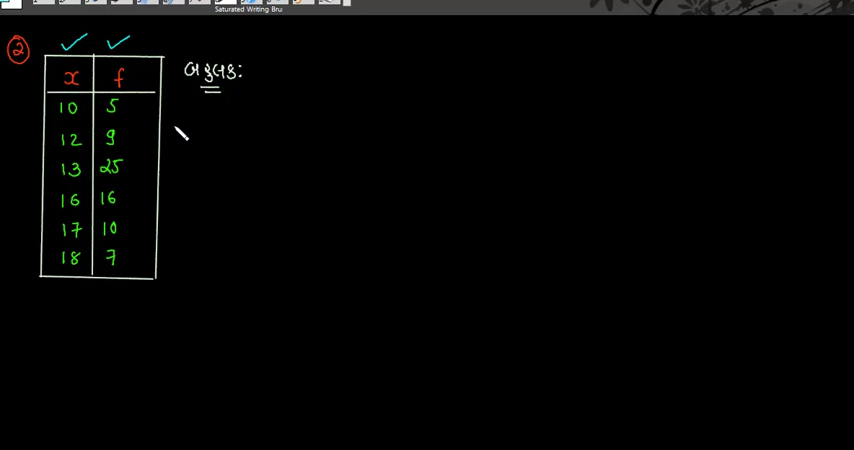 Saturated Writing Bru
2
x f
બહુલક:
10 5
12 9
13 25
16 16
17 10
18 7